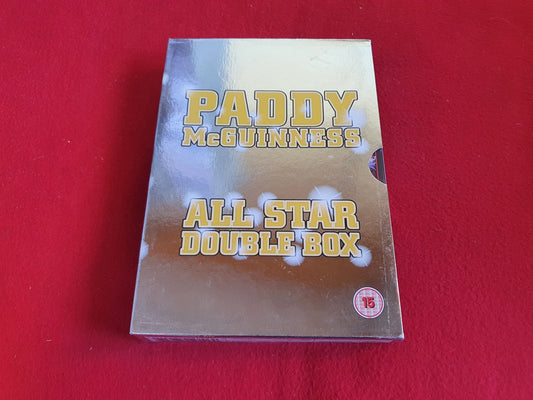 PADDY
McGUINNESS
ALL STAR
DOUBLE BOX
15